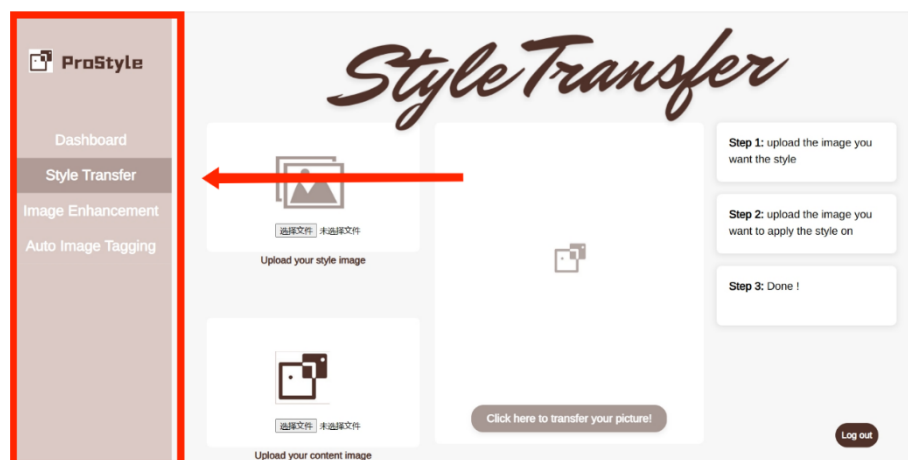 ProStyle
Dashboard
Style Transfer
Image Enhancement
Auto Image Tagging
Style Transfer
选择文件 未选择文件
Upload your style image
选择文件 未选择文件
Upload your content image
Click here to transfer your picture!
Step 1: upload the image you
want the style
Step 2: upload the image you
want to apply the style on
Step 3: Done !
Log out